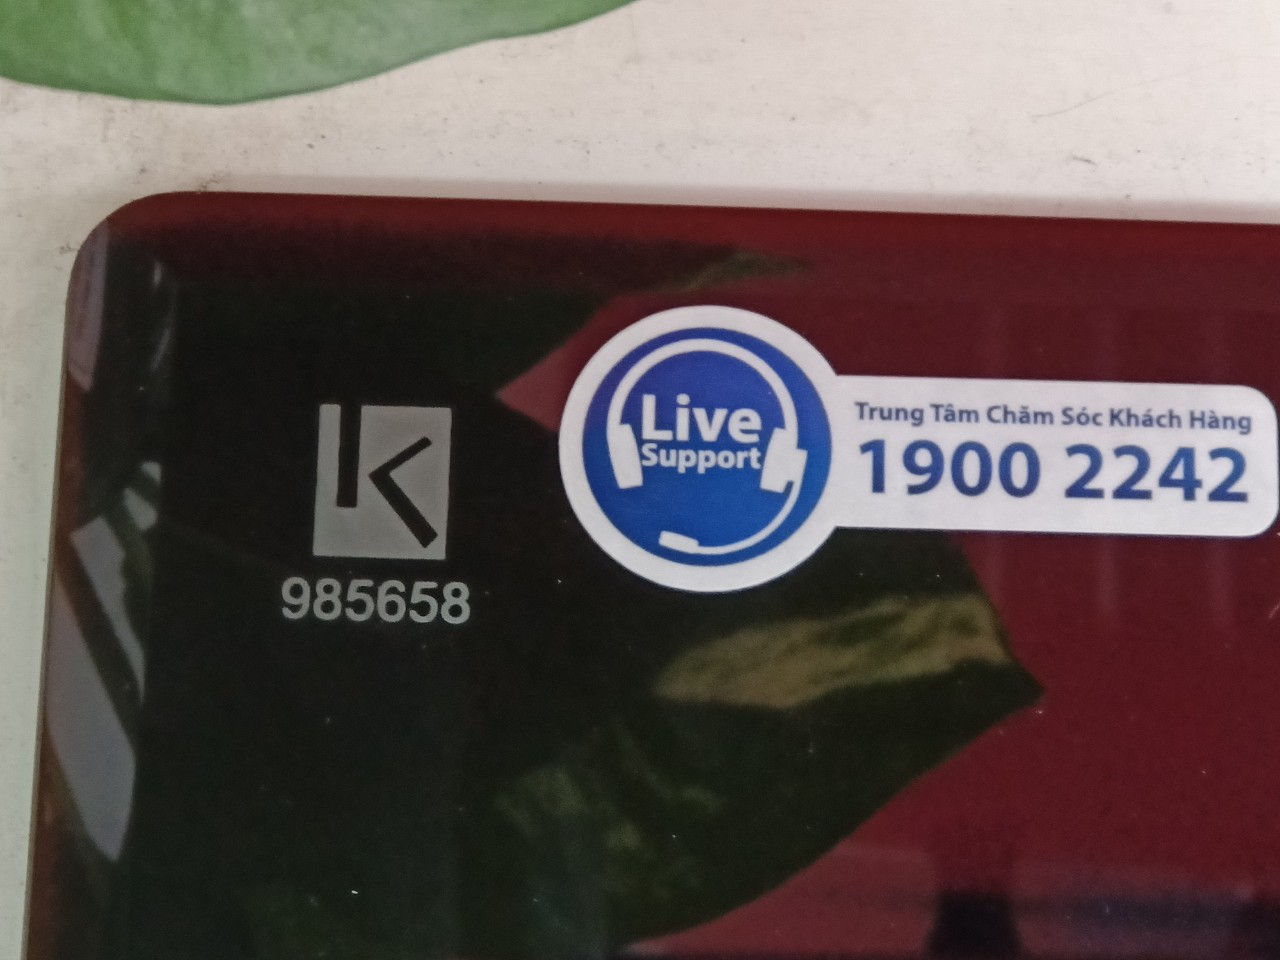 985658
Live
Support
Trung Tâm Chăm Sóc Khách Hàng
1900 2242